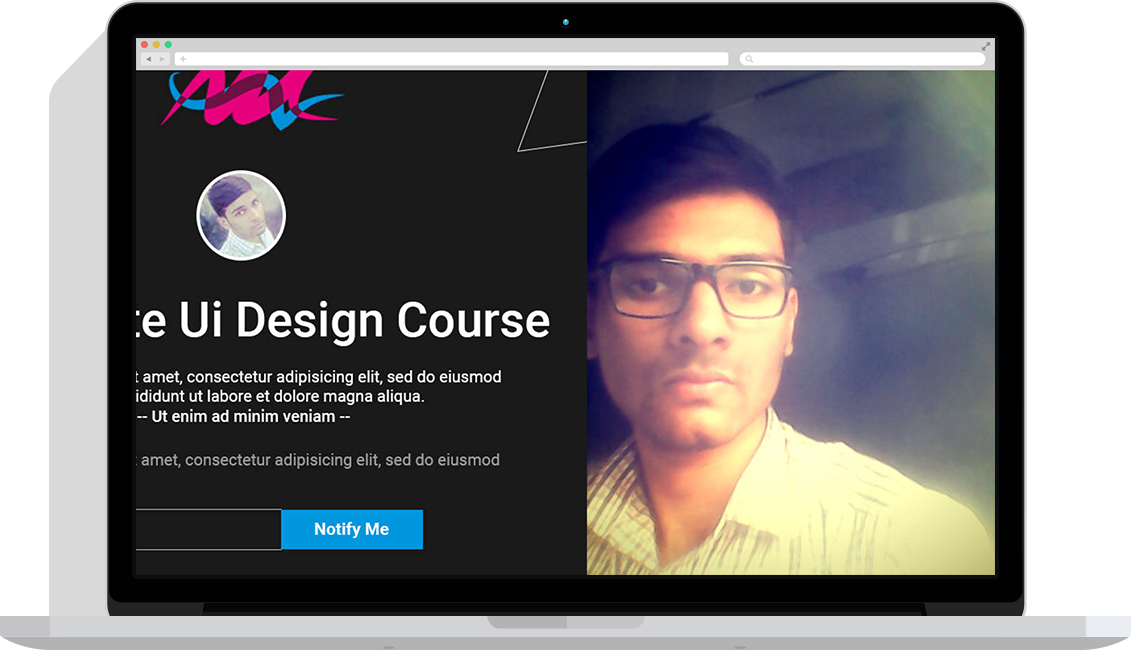 te Ui Design Course
t amet, consectetur adipisicing elit, sed do eiusmod
ididunt ut labore et dolore magna aliqua.
-- Ut enim ad minim veniam --
amet, consectetur adipisicing elit, sed do eiusmod
Notify Me